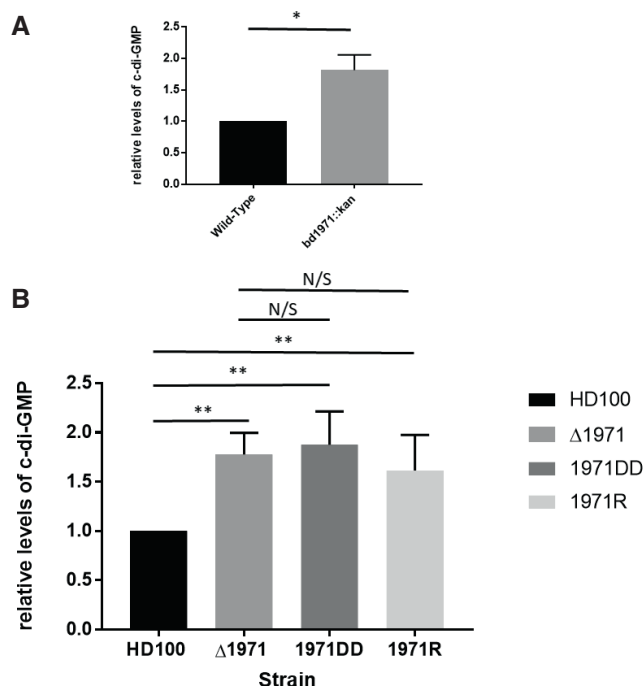 A
*
relative levels of c-di-GMP
2.5
2.0
1.5
1.0
0.5
0.0
Wild-Type
bd1971::kan
B
N/S
N/S
**
**
**
relative levels of c-di-GMP
2.5
2.0
1.5
1.0
0.5
0.0
HD100
Δ1971
1971DD
1971R
Strain
HD100
Δ1971
1971DD
1971R